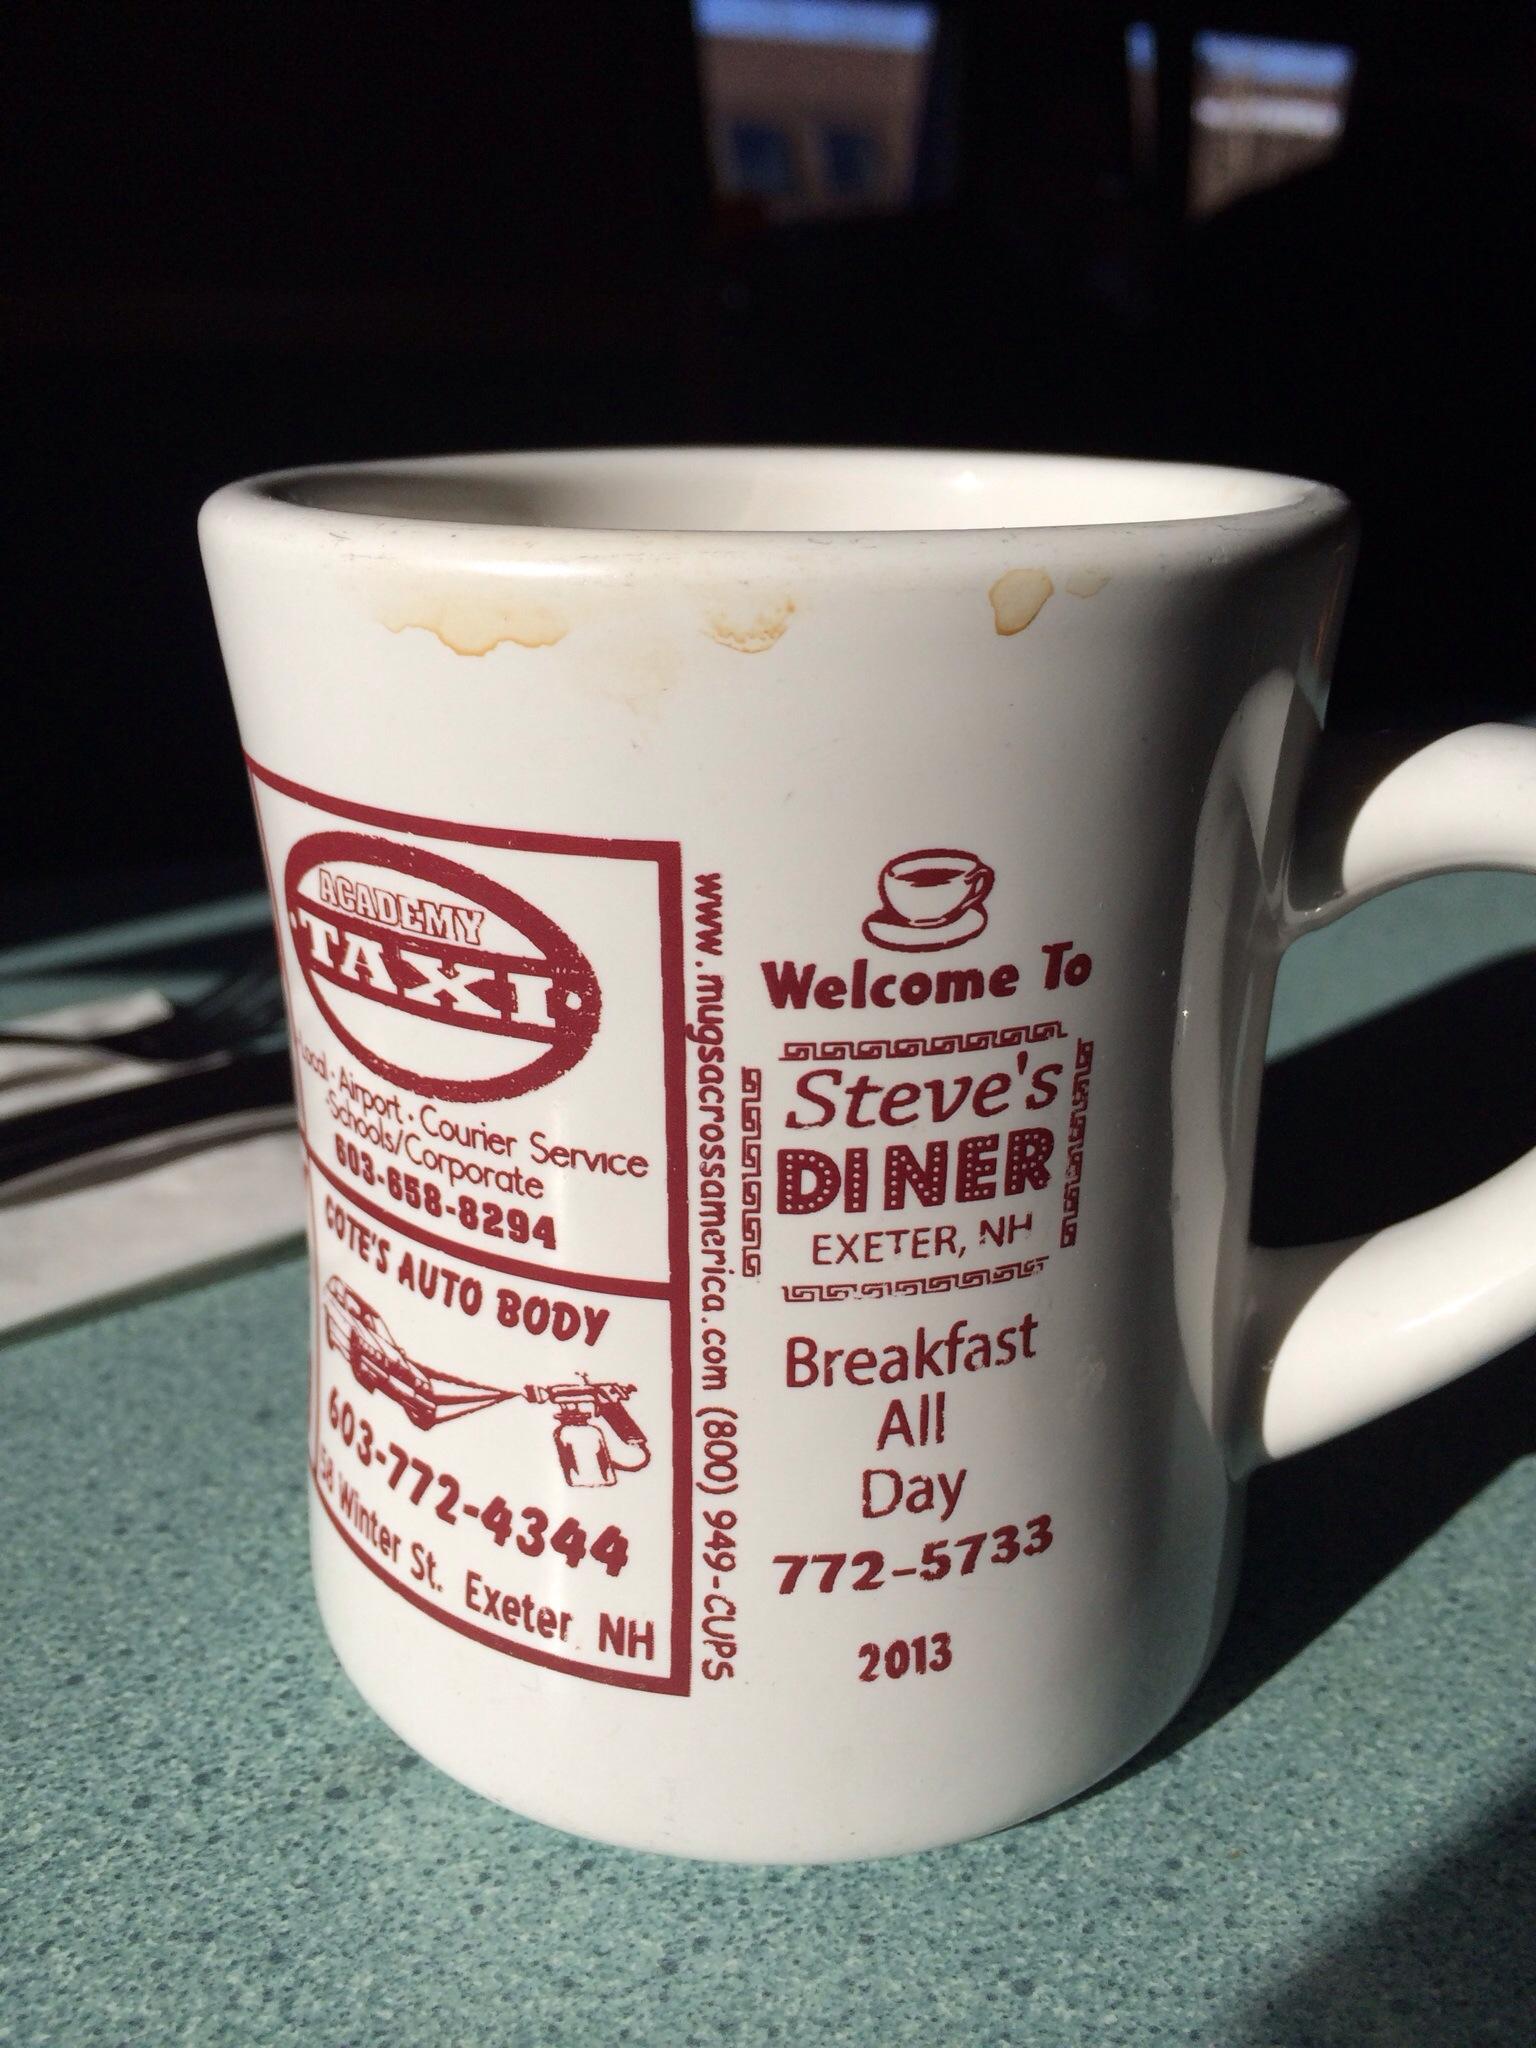 ACADEMY
TAXI
Local · Airport · Courier Service
Schools/Corporate
603-658-8294
COTE'S AUTO BODY
603-772-4344
58 Winter St. Exeter, NH
www.mugsacrossamerica.com (800) 949-CUPS
Welcome To
Steve's
DINER
EXETER, NH
Breakfast
All
Day
772-5733
2013